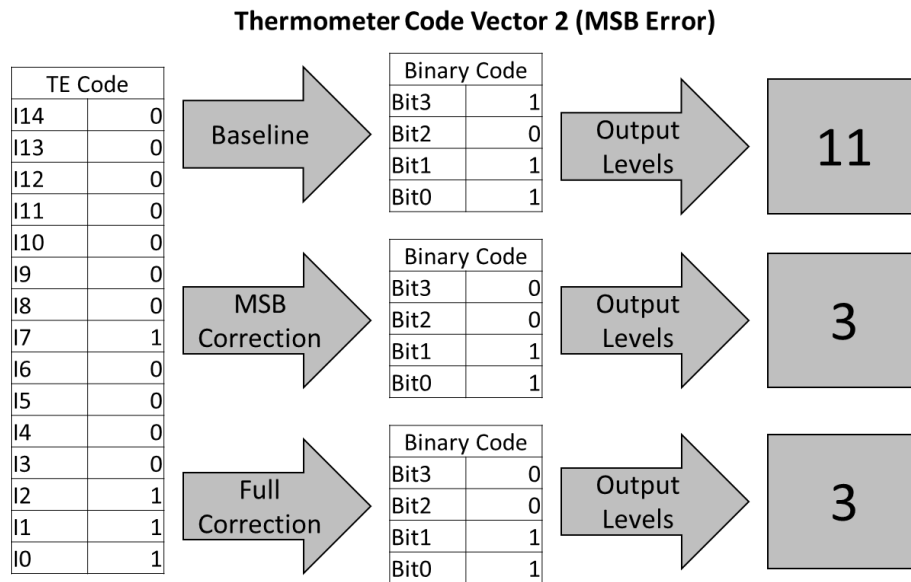 Thermometer Code Vector 2 (MSB Error)
TE Code
I14 0
I13 0
I12 0
I11 0
I10 0
I9 0
I8 0
I7 1
I6 0
I5 0
I4 0
I3 0
I2 1
I1 1
I0 1
Baseline
Binary Code
Bit3 1
Bit2 0
Bit1 1
Bit0 1
Output
Levels
11
MSB
Correction
Binary Code
Bit3 0
Bit2 0
Bit1 1
Bit0 1
Output
Levels
3
Full
Correction
Binary Code
Bit3 0
Bit2 0
Bit1 1
Bit0 1
Output
Levels
3